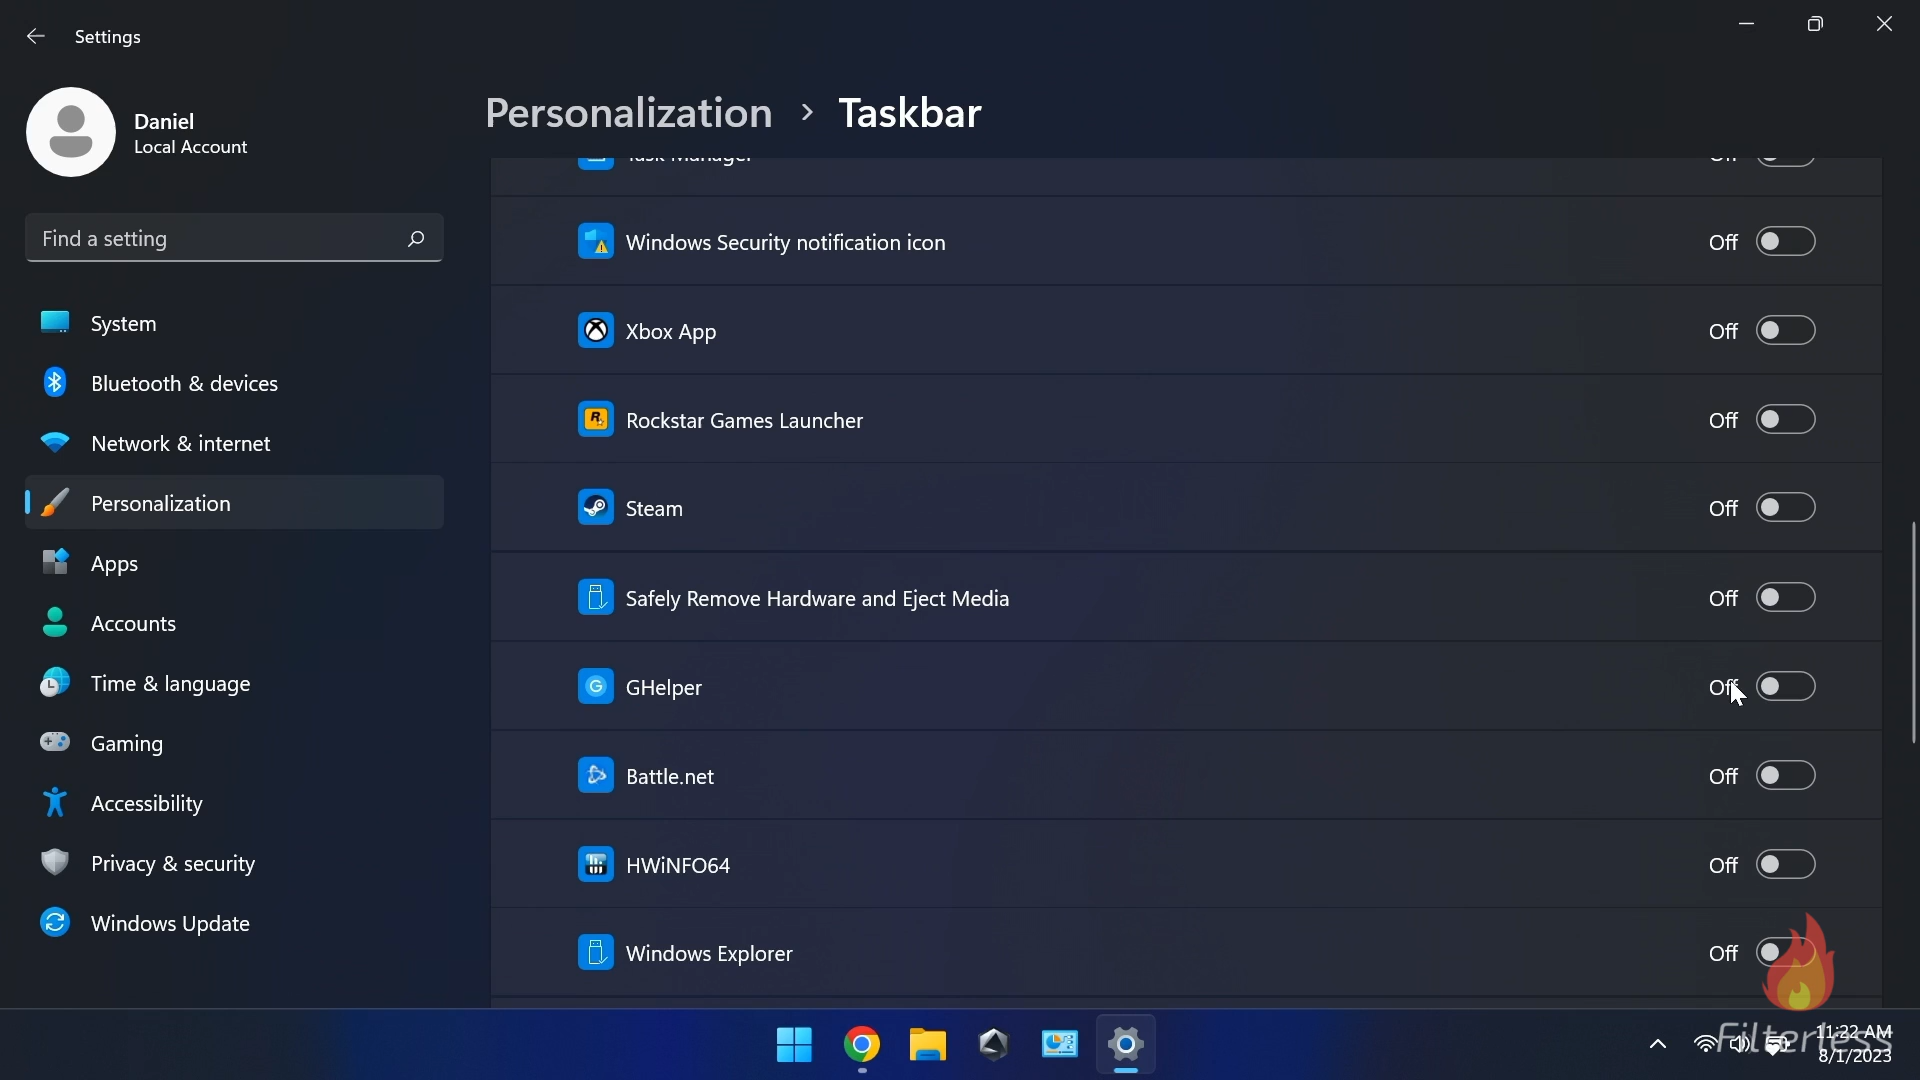 Settings
Daniel
Local Account
Find a setting
System
Bluetooth & devices
Network & internet
Personalization
Apps
Accounts
Time & language
Gaming
Accessibility
Privacy & security
Windows Update
Personalization > Taskbar
Task Manager Off
Windows Security notification icon Off
Xbox App Off
Rockstar Games Launcher Off
Steam Off
Safely Remove Hardware and Eject Media Off
GHelper Off
Battle.net Off
HWiNFO64 Off
Windows Explorer Off
Filterless
11:22 AM
8/1/2023